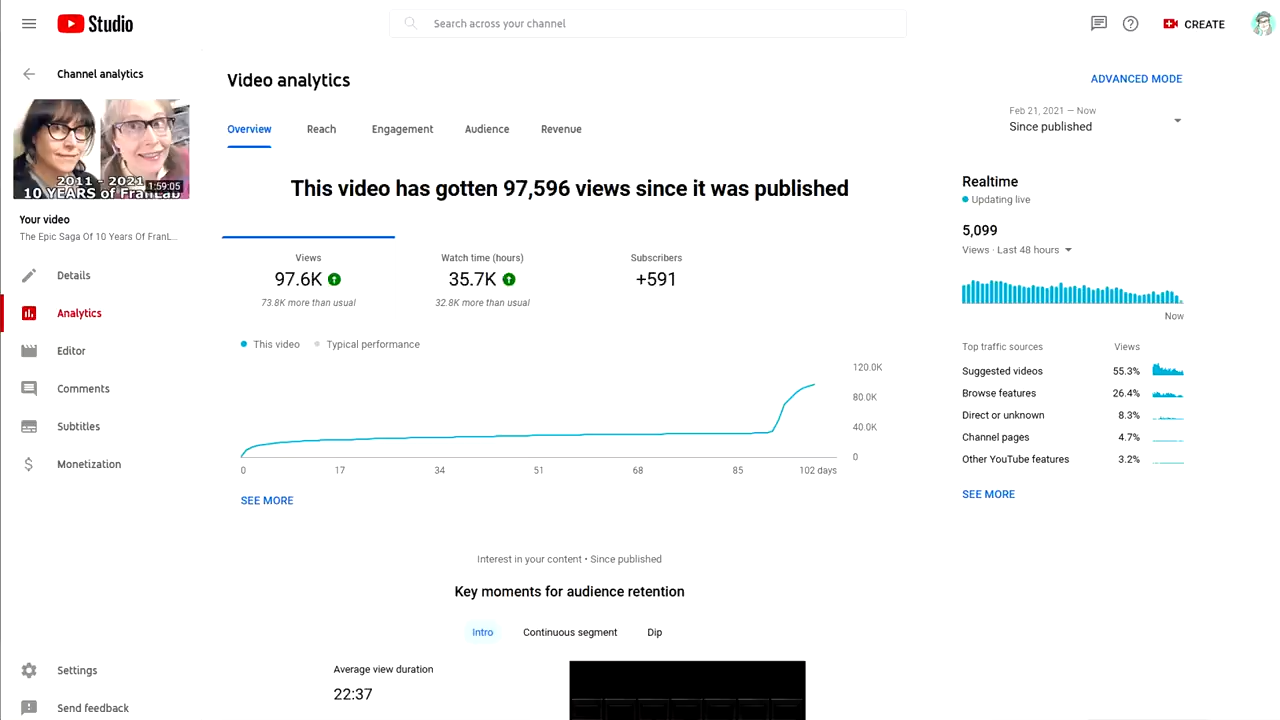 Studio
Search across your channel
CREATE
Channel analytics
2011 - 2021
10 YEARS of FranLab
1:59:05
Your video
The Epic Saga Of 10 Years Of FranL...
Details
Analytics
Editor
Comments
Subtitles
Monetization
Settings
Send feedback
Video analytics
ADVANCED MODE
Overview
Reach
Engagement
Audience
Revenue
Feb 21, 2021 – Now
Since published
This video has gotten 97,596 views since it was published
Views
97.6K
73.8K more than usual
Watch time (hours)
35.7K
32.8K more than usual
Subscribers
+591
This video
Typical performance
120.0K
80.0K
40.0K
0
0 17 34 51 68 85 102 days
SEE MORE
Interest in your content • Since published
Key moments for audience retention
Intro
Continuous segment
Dip
Average view duration
22:37
Realtime
Updating live
5,099
Views · Last 48 hours
Now
Top traffic sources Views
Suggested videos 55.3%
Browse features 26.4%
Direct or unknown 8.3%
Channel pages 4.7%
Other YouTube features 3.2%
SEE MORE